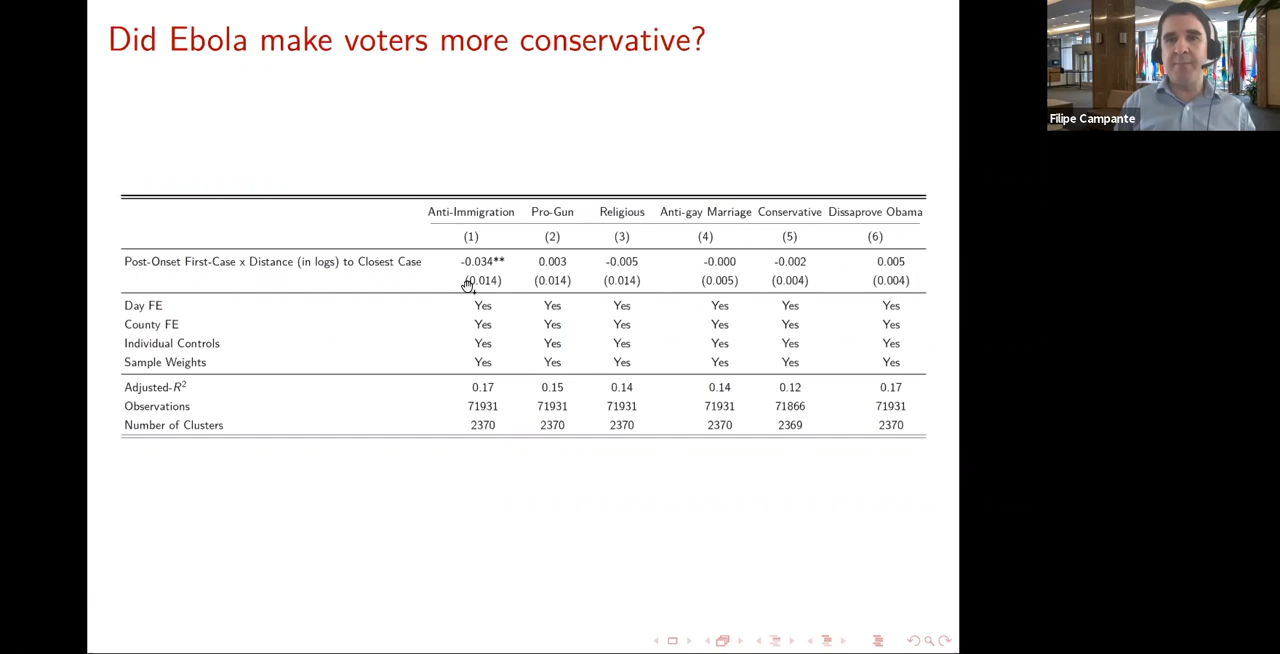 Did Ebola make voters more conservative?
Filipe Campante
Anti-Immigration Pro-Gun Religious Anti-gay Marriage Conservative Dissaprove Obama
(1) (2) (3) (4) (5) (6)
Post-Onset First-Case x Distance (in logs) to Closest Case -0.034** 0.003 -0.005 -0.000 -0.002 0.005
(0.014) (0.014) (0.014) (0.005) (0.004) (0.004)
Day FE Yes Yes Yes Yes Yes Yes
County FE Yes Yes Yes Yes Yes Yes
Individual Controls Yes Yes Yes Yes Yes Yes
Sample Weights Yes Yes Yes Yes Yes Yes
Adjusted-R² 0.17 0.15 0.14 0.14 0.12 0.17
Observations 71931 71931 71931 71931 71866 71931
Number of Clusters 2370 2370 2370 2370 2369 2370